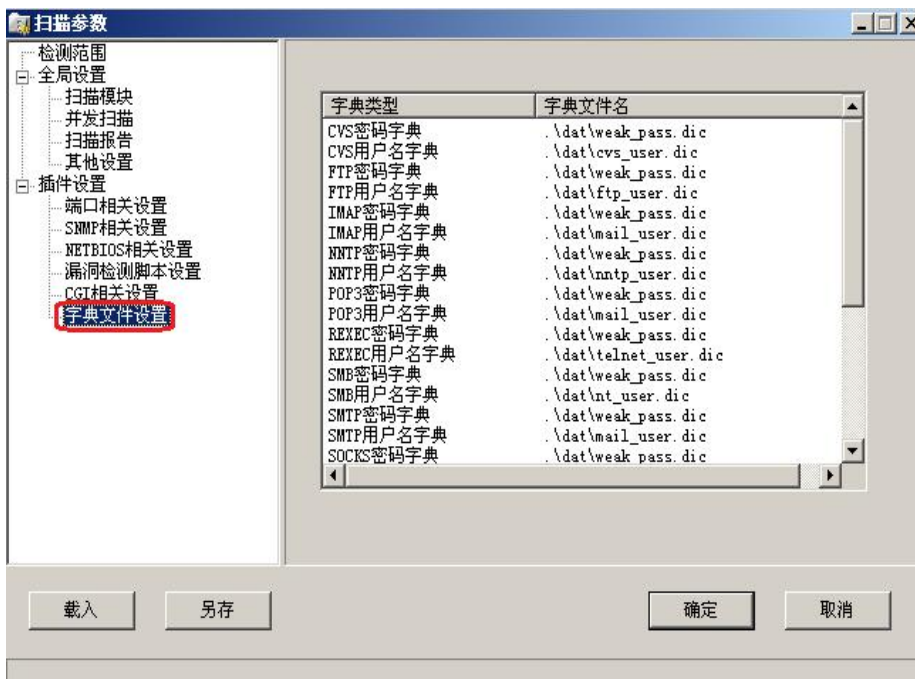 扫描参数
检测范围
全局设置
扫描模块
并发扫描
扫描报告
其他设置
插件设置
端口相关设置
SNMP相关设置
NETBIOS相关设置
漏洞检测脚本设置
CGI相关设置
字典文件设置
字典类型 字典文件名
CVS密码字典 .\dat\weak_pass.dic
CVS用户名字典 .\dat\cvs_user.dic
FTP密码字典 .\dat\weak_pass.dic
FTP用户名字典 .\dat\ftp_user.dic
IMAP密码字典 .\dat\weak_pass.dic
IMAP用户名字典 .\dat\mail_user.dic
NNTP密码字典 .\dat\weak_pass.dic
NNTP用户名字典 .\dat\nntp_user.dic
POP3密码字典 .\dat\weak_pass.dic
POP3用户名字典 .\dat\mail_user.dic
REXEC密码字典 .\dat\weak_pass.dic
REXEC用户名字典 .\dat\telnet_user.dic
SMB密码字典 .\dat\weak_pass.dic
SMB用户名字典 .\dat\nt_user.dic
SMTP密码字典 .\dat\weak_pass.dic
SMTP用户名字典 .\dat\mail_user.dic
SOCKS密码字典 .\dat\weak_pass.dic
载入 另存 确定 取消